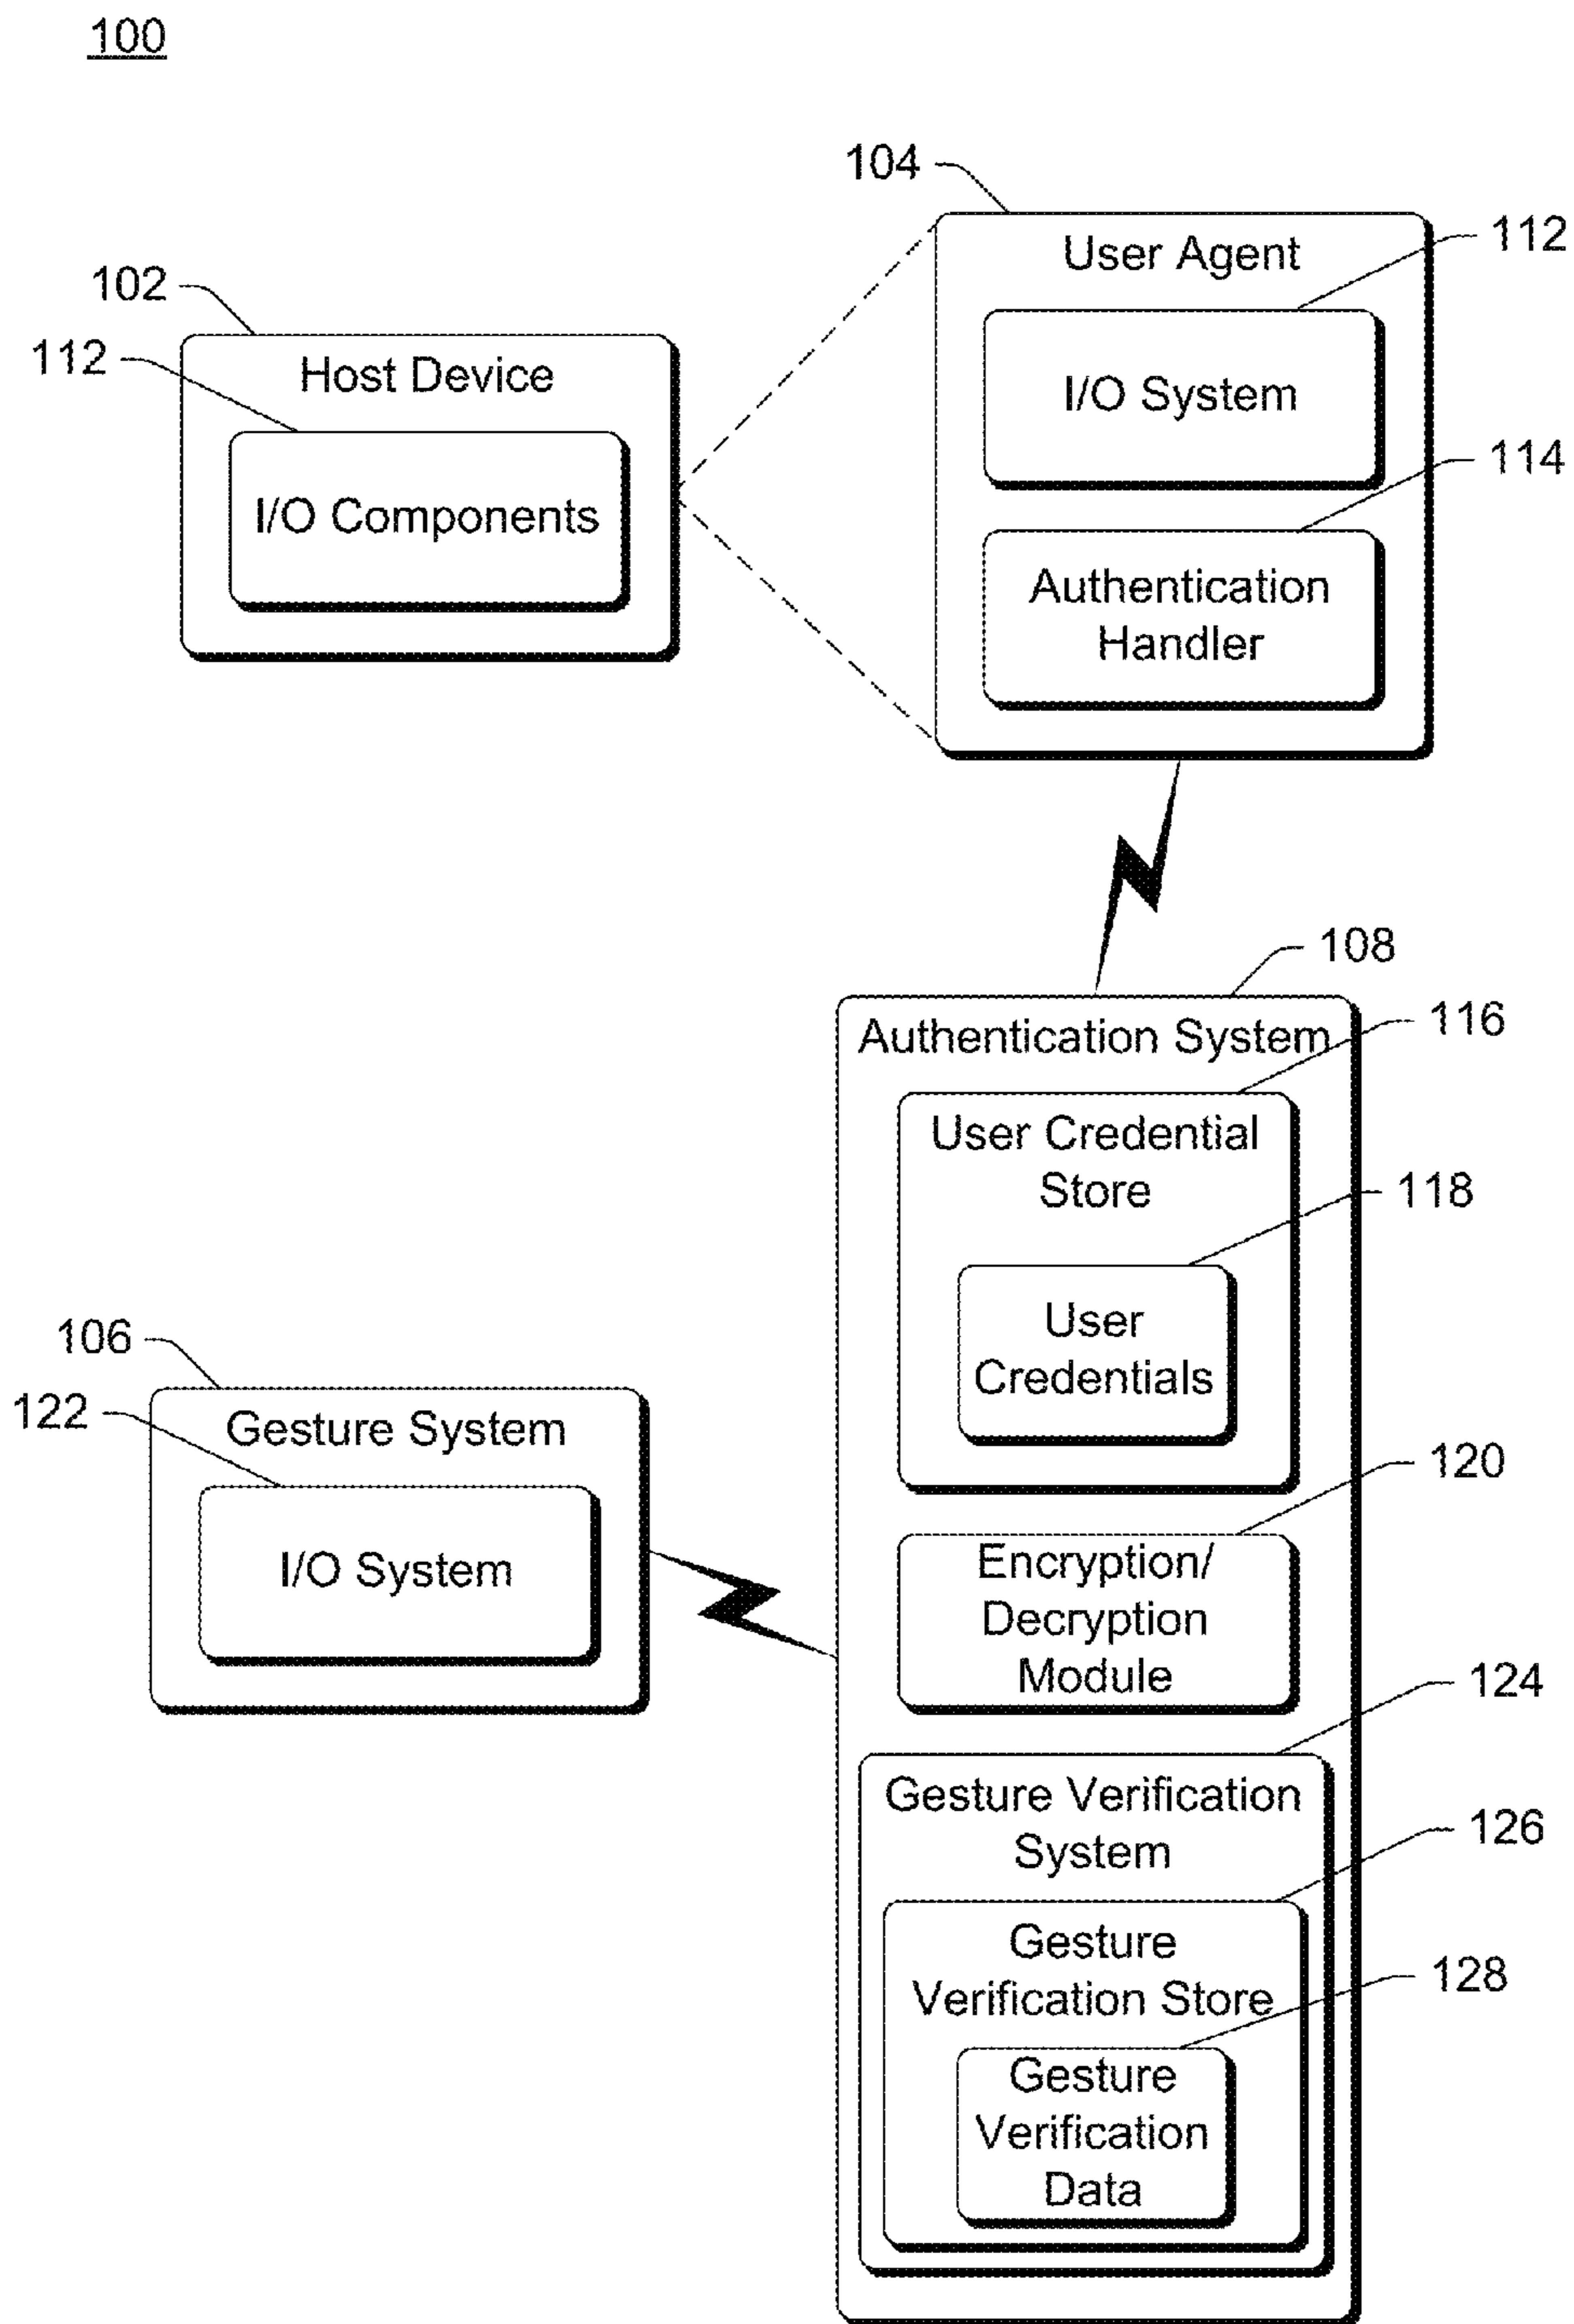 100
104
User Agent
112
I/O System
114
Authentication
Handler
102
112
Host Device
I/O Components
108
Authentication System
116
User Credential
Store
118
User
Credentials
106
122
Gesture System
I/O System
120
Encryption/
Decryption
Module
124
Gesture Verification
System
126
Gesture
Verification Store
128
Gesture
Verification
Data